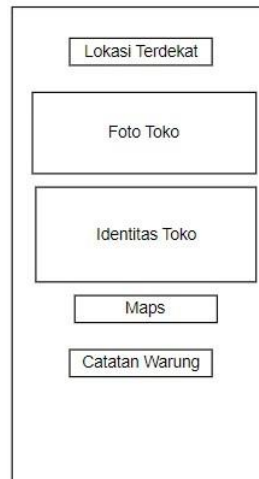 Lokasi Terdekat
Foto Toko
Identitas Toko
Maps
Catatan Warung